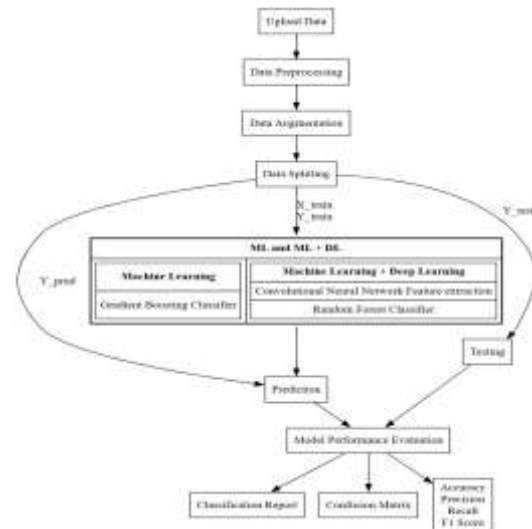 Upload Data
Data Preprocessing
Data Augmentation
Data Splitting
X_train
Y_train
Y_test
ML and ML + DL
Machine Learning
Gradient Boosting Classifier
Machine Learning + Deep Learning
Convolutional Neural Network Feature extraction
Random Forest Classifier
Y_pred
Testing
Prediction
Model Performance Evaluation
Classification Report
Confusion Matrix
Accuracy
Precision
Recall
F1 Score